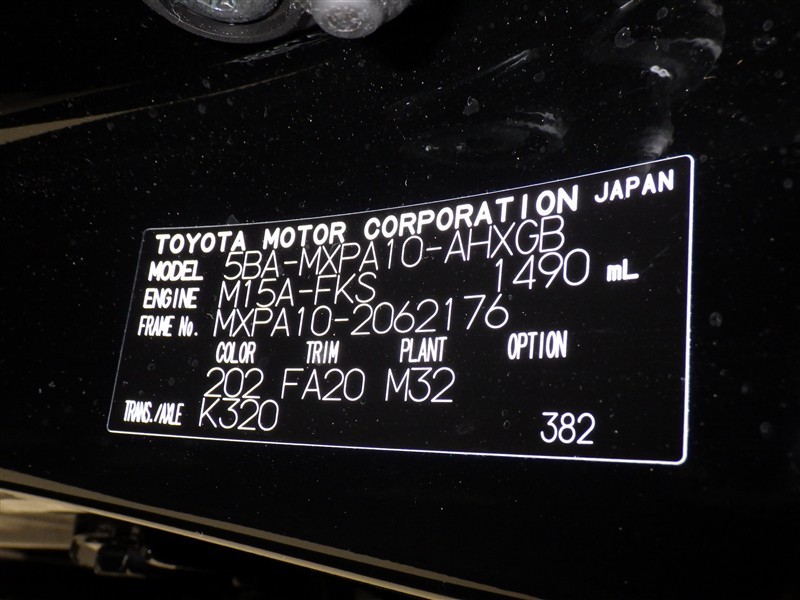 TOYOTA MOTOR CORPORATION JAPAN
MODEL 5BA-MXPA10-AHXGB
ENGINE M15A-FKS 1490 mL
FRAME No. MXPA10-2062176
COLOR TRIM PLANT OPTION
202 FA20 M32
TRANS./AXLE K320 382